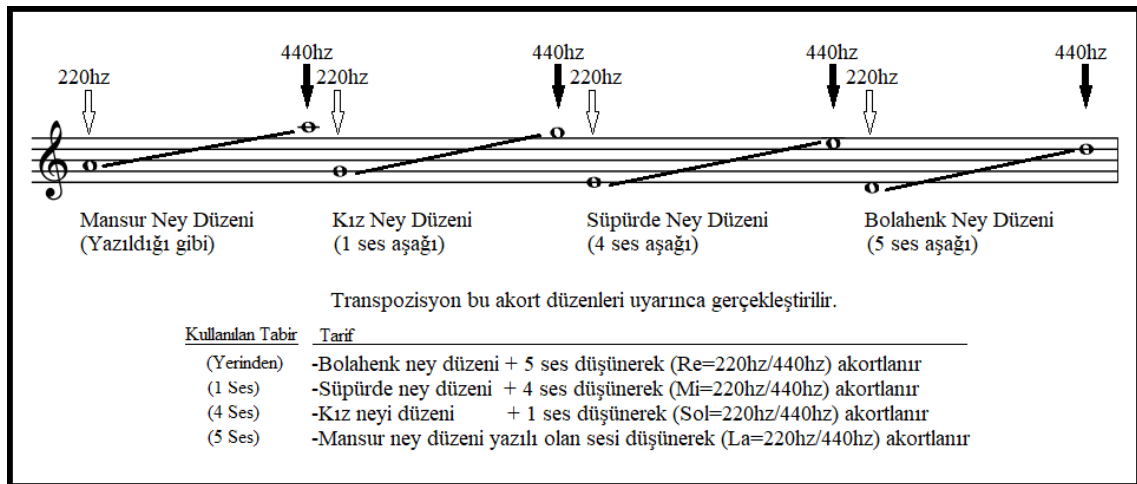 440hz 440hz 440hz 440hz
220hz 220hz 220hz 220hz
Mansur Ney Düzeni Kız Ney Düzeni Süpürde Ney Düzeni Bolahenk Ney Düzeni
(Yazıldığı gibi) (1 ses aşağı) (4 ses aşağı) (5 ses aşağı)
Transpozisyon bu akort düzenleri uyarınca gerçekleştirilir.
Kullanılan Tabir Tarif
(Yerinden) -Bolahenk ney düzeni + 5 ses düşünerek (Re=220hz/440hz) akortlanır
(1 Ses) -Süpürde ney düzeni + 4 ses düşünerek (Mi=220hz/440hz) akortlanır
(4 Ses) -Kız neyi düzeni + 1 ses düşünerek (Sol=220hz/440hz) akortlanır
(5 Ses) -Mansur ney düzeni yazılı olan sesi düşünerek (La=220hz/440hz) akortlanır